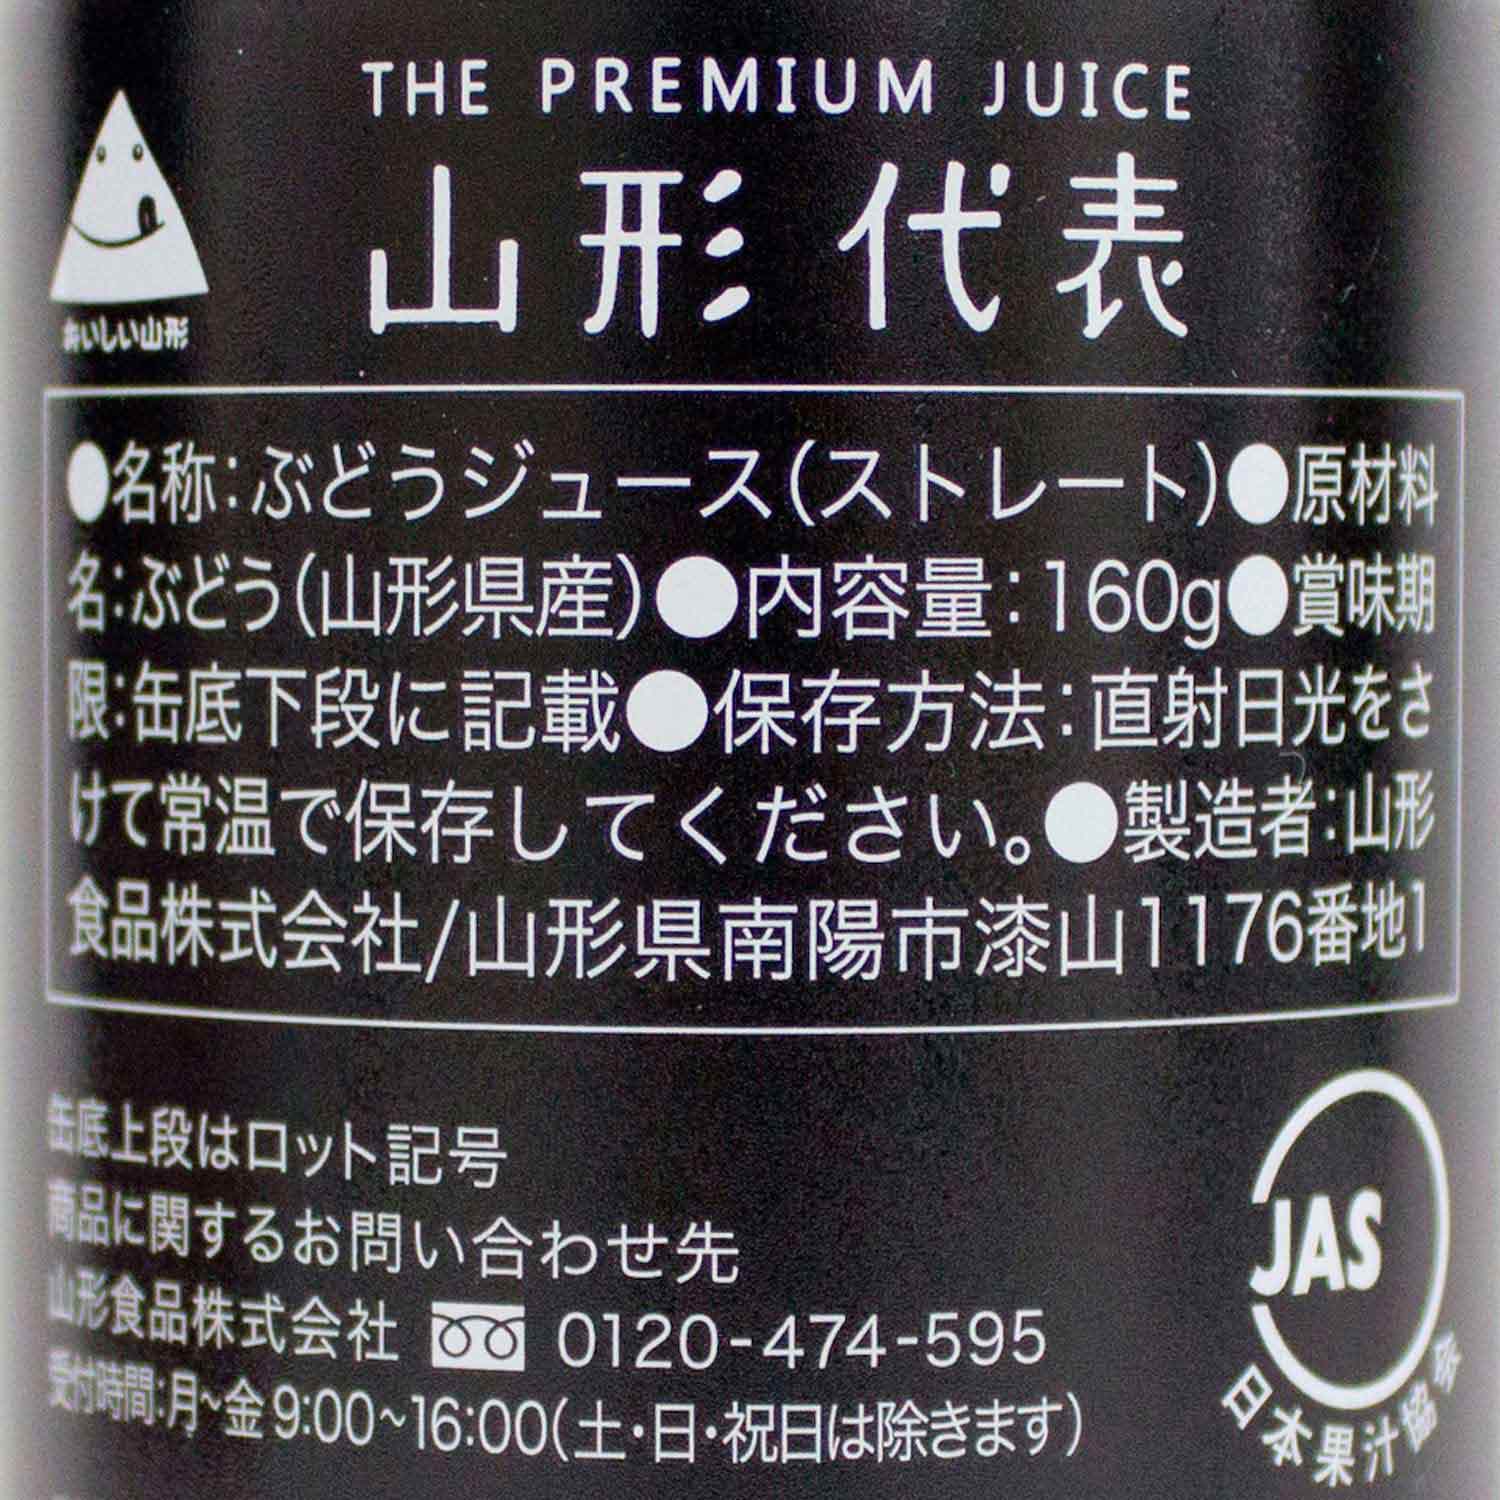 THE PREMIUM JUICE
山形代表
おいしい山形
●名称：ぶどうジュース（ストレート）●原材料
名：ぶどう（山形県産）●内容量：160g●賞味期
限：缶底下段に記載●保存方法：直射日光をさ
けて常温で保存してください。●製造者：山形
食品株式会社/山形県南陽市漆山1176番地1
缶底上段はロット記号
商品に関するお問い合わせ先
山形食品株式会社 0120-474-595
受付時間：月～金9:00~16:00（土・日・祝日は除きます）
JAS
日本果汁協会